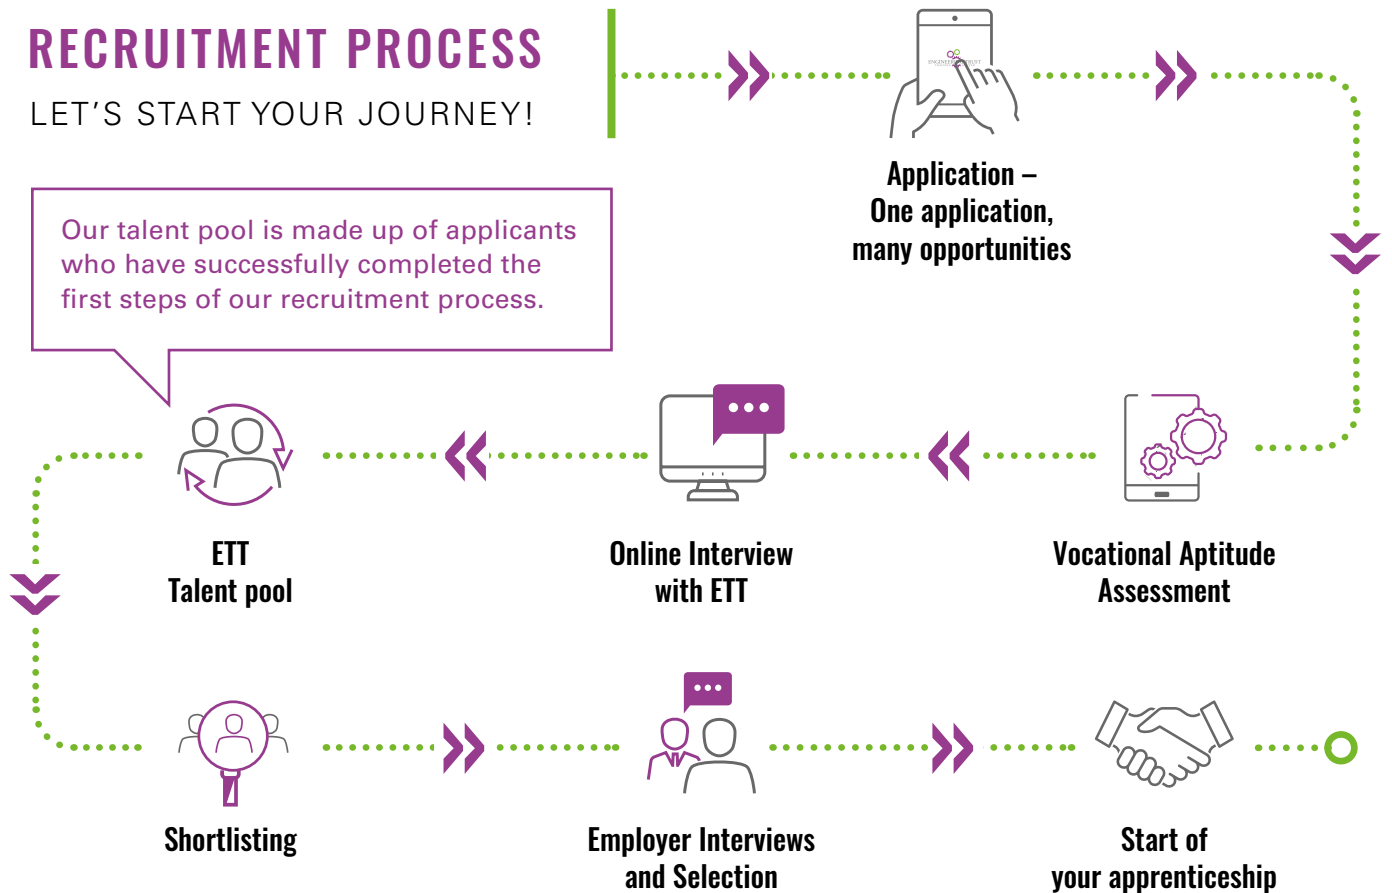 RECRUITMENT PROCESS
LET'S START YOUR JOURNEY!
Application –
One application,
many opportunities
Our talent pool is made up of applicants
who have successfully completed the
first steps of our recruitment process.
ETT
Talent pool
Online Interview
with ETT
Vocational Aptitude
Assessment
Shortlisting
Employer Interviews
and Selection
Start of
your apprenticeship